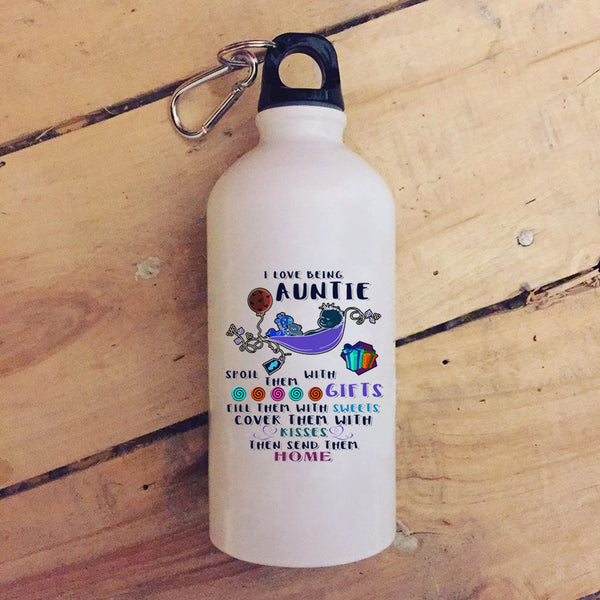 I LOVE BEING
AUNTIE
SPOIL THEM WITH
GIFTS
FILL THEM WITH SWEETS
COVER THEM WITH
KISSES
THEN SEND THEM
HOME